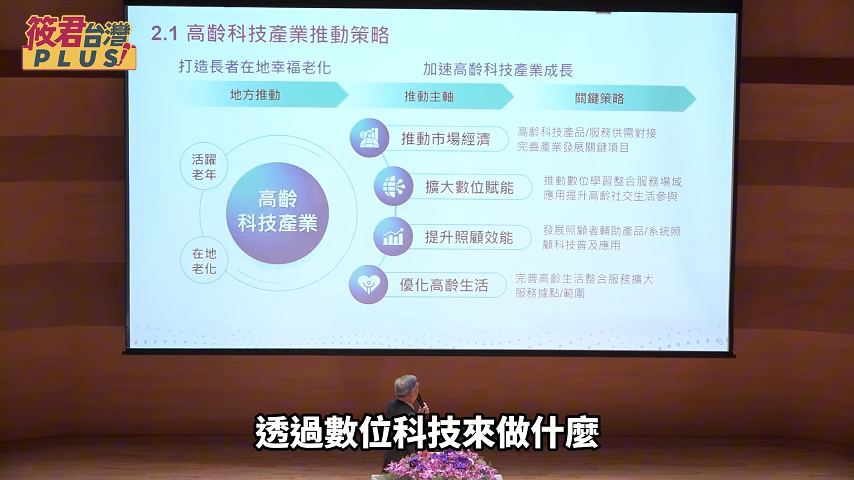 筱君台灣
PLUS!
2.1 高齡科技產業推動策略
打造長者在地幸福老化
加速高齡科技產業成長
地方推動
推動主軸
關鍵策略
活躍
老年
高齡
科技產業
在地
老化
推動市場經濟
高齡科技產品/服務供需對接
完善產業發展關鍵項目
擴大數位賦能
推動數位學習整合服務場域
應用提升高齡社交生活參與
提升照顧效能
發展照顧者輔助產品/系統照
顧科技普及應用
優化高齡生活
完善高齡生活整合服務擴大
服務據點/範圍
透過數位科技來做什麼